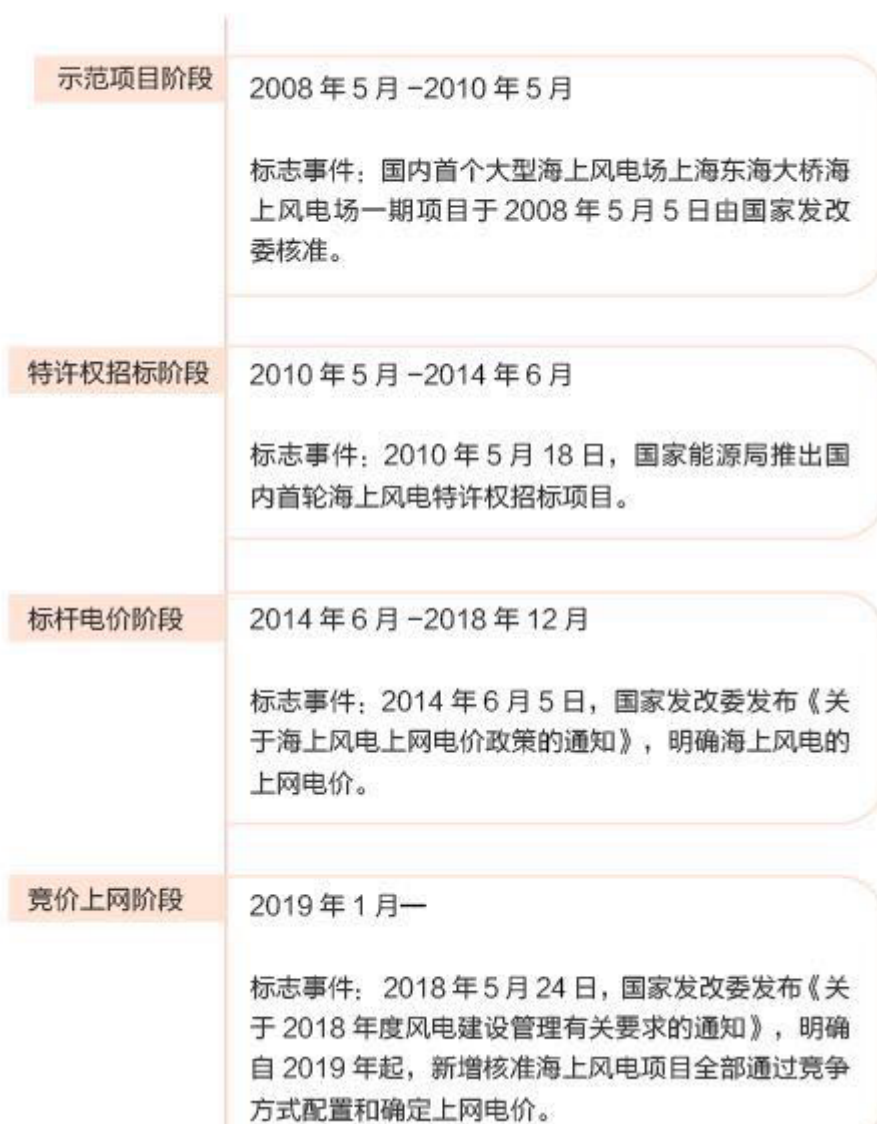 示范项目阶段
2008 年 5 月 -2010 年 5 月
标志事件：国内首个大型海上风电场上海东海大桥海
上风电场一期项目于 2008 年 5 月 5 日由国家发改
委核准。
特许权招标阶段
2010 年 5 月 -2014 年 6 月
标志事件：2010 年 5 月 18 日，国家能源局推出国
内首轮海上风电特许权招标项目。
标杆电价阶段
2014 年 6 月 -2018 年 12 月
标志事件：2014 年 6 月 5 日，国家发改委发布《关
于海上风电上网电价政策的通知》，明确海上风电的
上网电价。
竞价上网阶段
2019 年 1 月—
标志事件： 2018 年 5 月 24 日，国家发改委发布《关
于 2018 年度风电建设管理有关要求的通知》，明确
自 2019 年起，新增核准海上风电项目全部通过竞争
方式配置和确定上网电价。